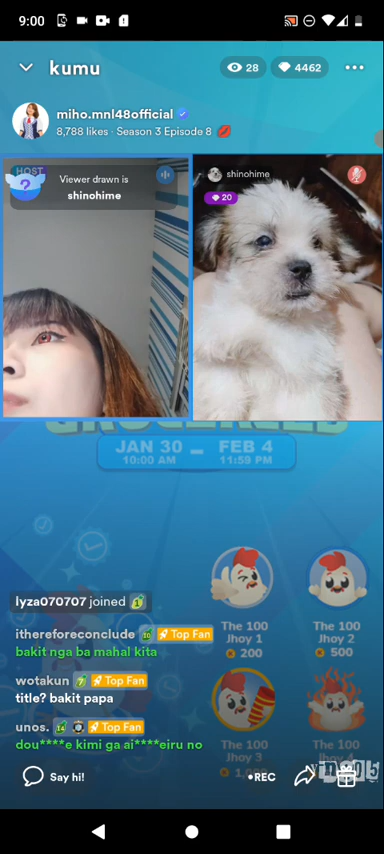 9:00
kumu
28
4462
miho.mnl48official
8,788 likes · Season 3 Episode 8
HOST
Viewer drawn is
shinohime
shinohime
20
JAN 30 - FEB 4
10:00 AM 11:59 PM
lyza070707 joined 1
The 100
Jhoy 1
200
The 100
Jhoy 2
500
ithereforeconclude Top Fan
bakit nga ba mahal kita
wotakun 7 Top Fan
title? bakit papa
unos. 14 Top Fan
dou****e kimi ga ai****eiru no
The 100
Jhoy 3
The 100
Say hi!
•REC